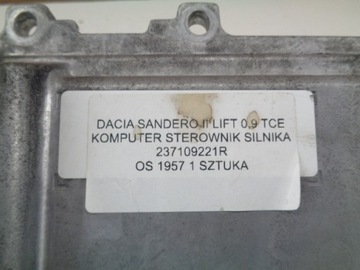 DACIA SANDERO II LIFT 0,9 TCE
KOMPUTER STEROWNIK SILNIKA
237109221R
OS 1957 1 SZTUKA